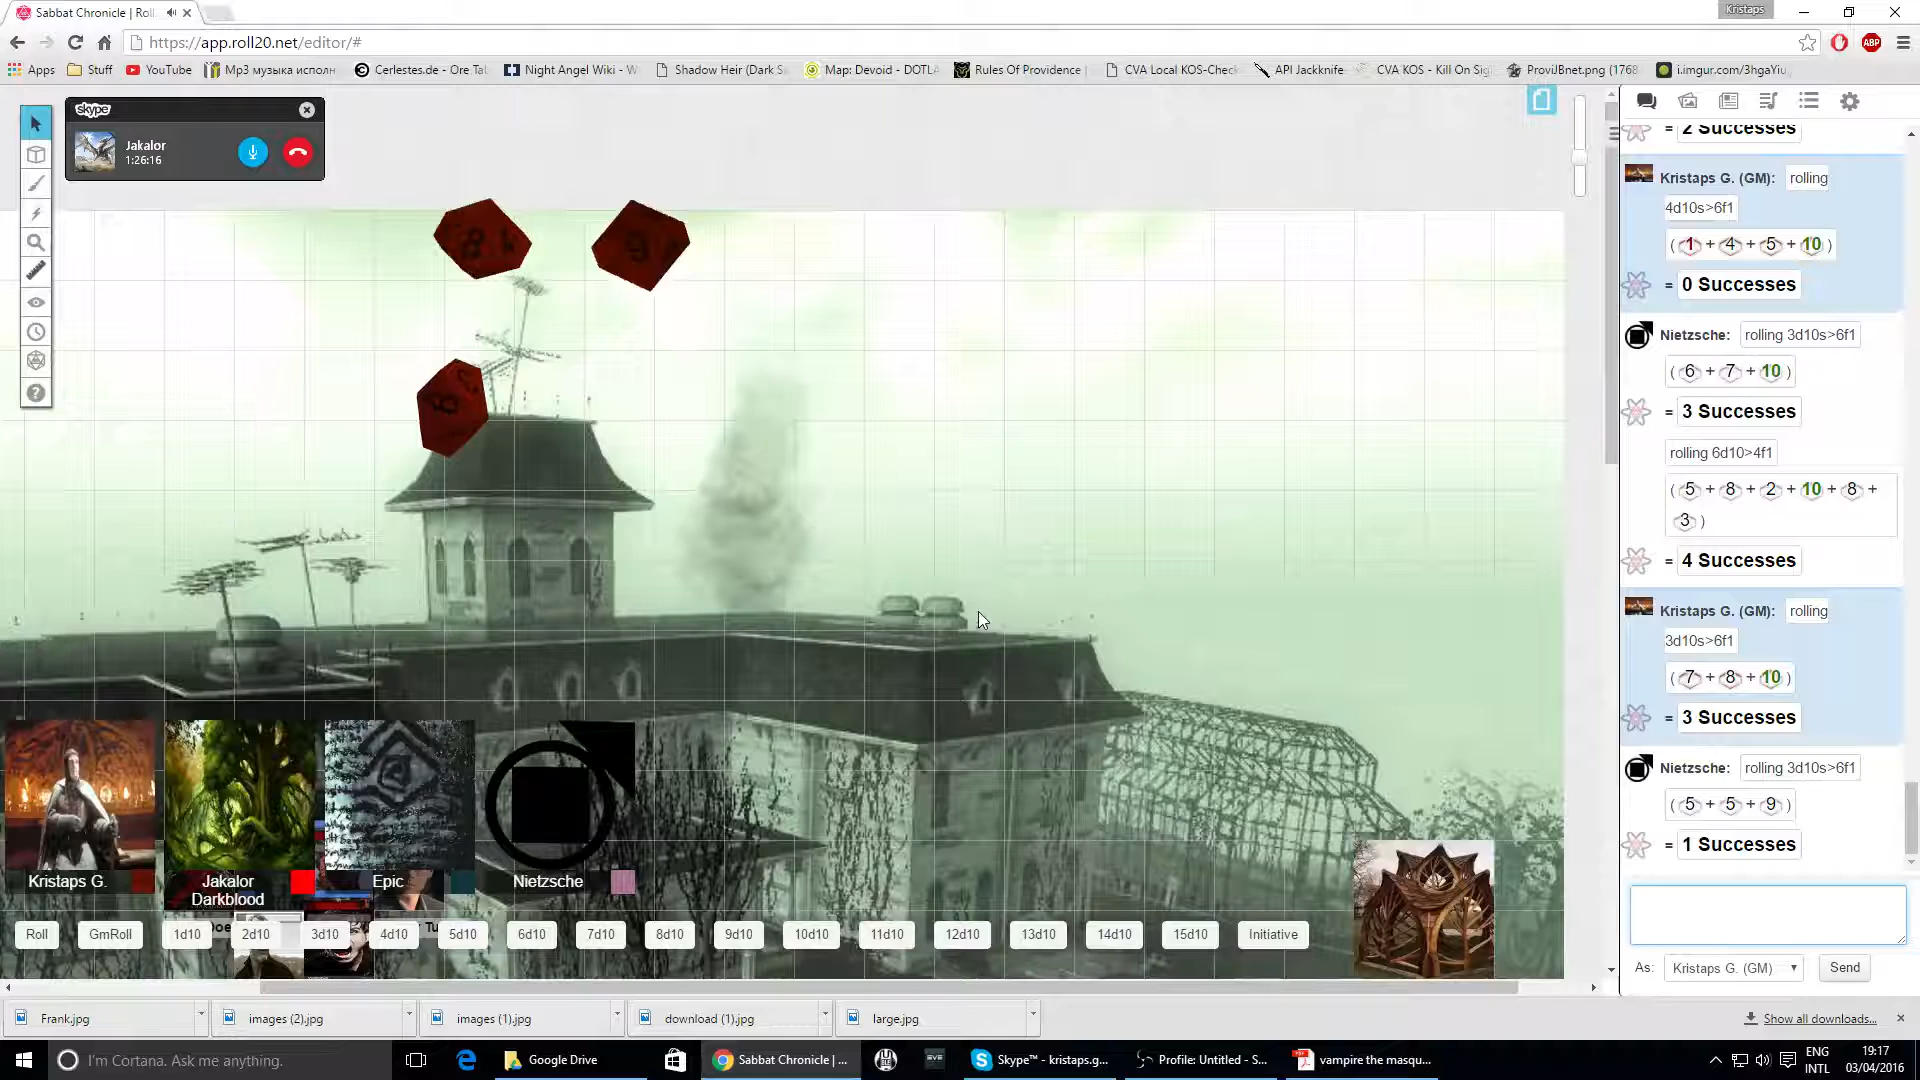 Sabbat Chronicle | Roll
Kristaps
https://app.roll20.net/editor/#
Apps
Stuff
YouTube
Mp3 музыка исполн
Cerlestes.de - Ore Ta
Night Angel Wiki - W
Shadow Heir (Dark S
Map: Devoid - DOTLA
Rules Of Providence
CVA Local KOS-Check
API Jackknife
CVA KOS - Kill On Sig
ProviJBnet.png (1768
i.imgur.com/3hgaYiu
ABP
skype
Jakalor
1:26:16
= 2 Successes
Kristaps G. (GM): rolling
4d10s>6f1
(1 + 4 + 5 + 10)
= 0 Successes
Nietzsche: rolling 3d10s>6f1
(6 + 7 + 10)
= 3 Successes
rolling 6d10>4f1
(5 + 8 + 2 + 10 + 8 +
3)
= 4 Successes
Kristaps G. (GM): rolling
3d10s>6f1
(7 + 8 + 10)
= 3 Successes
Nietzsche: rolling 3d10s>6f1
(5 + 5 + 9)
= 1 Successes
Kristaps G.
Jakalor
Darkblood
Epic
Nietzsche
Roll
GmRoll
1d10
2d10
3d10
4d10
5d10
6d10
7d10
8d10
9d10
10d10
11d10
12d10
13d10
14d10
15d10
Initiative
As: Kristaps G. (GM)
Send
Frank.jpg
images (2).jpg
images (1).jpg
download (1).jpg
large.jpg
Show all downloads...
I'm Cortana. Ask me anything.
Google Drive
Sabbat Chronicle | ...
EVE
Skype™ - kristaps.g...
Profile: Untitled - S...
vampire the masqu...
ENG
INTL
19:17
03/04/2016